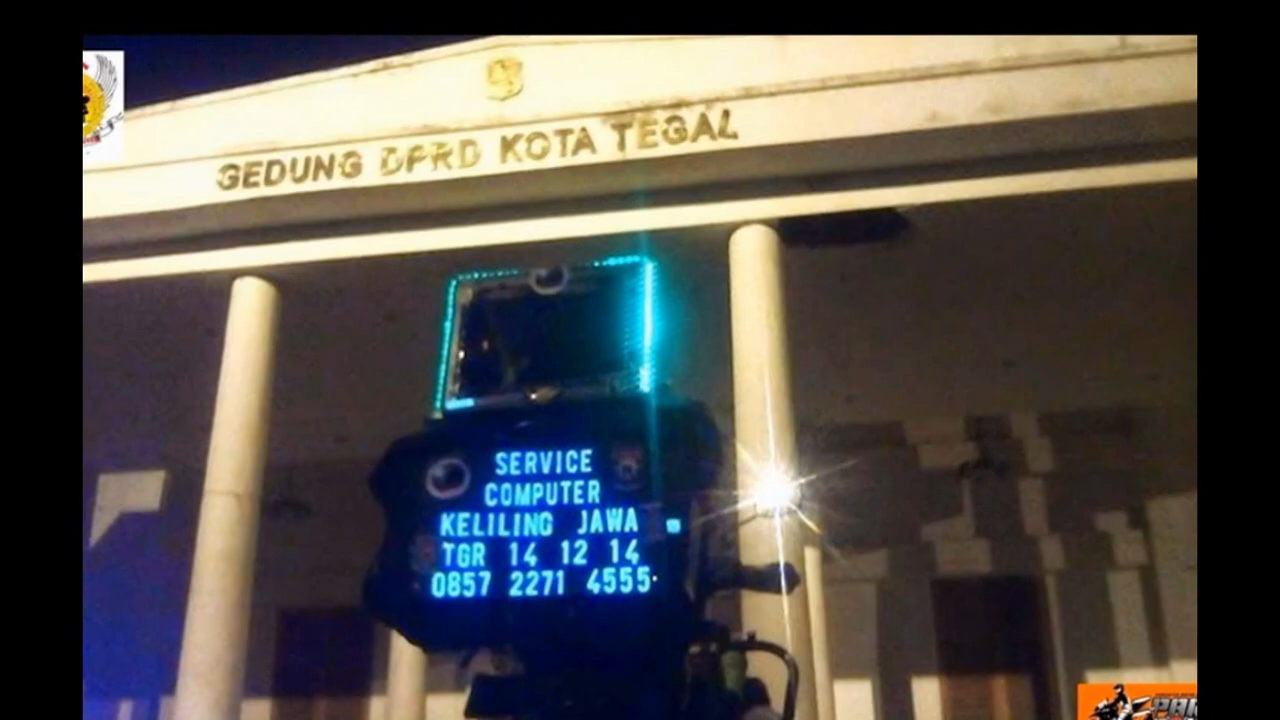 GEDUNG DPRD KOTA TEGAL
SERVICE
COMPUTER
KELILING JAWA
TGR 14 12 14
0857 2271 4555